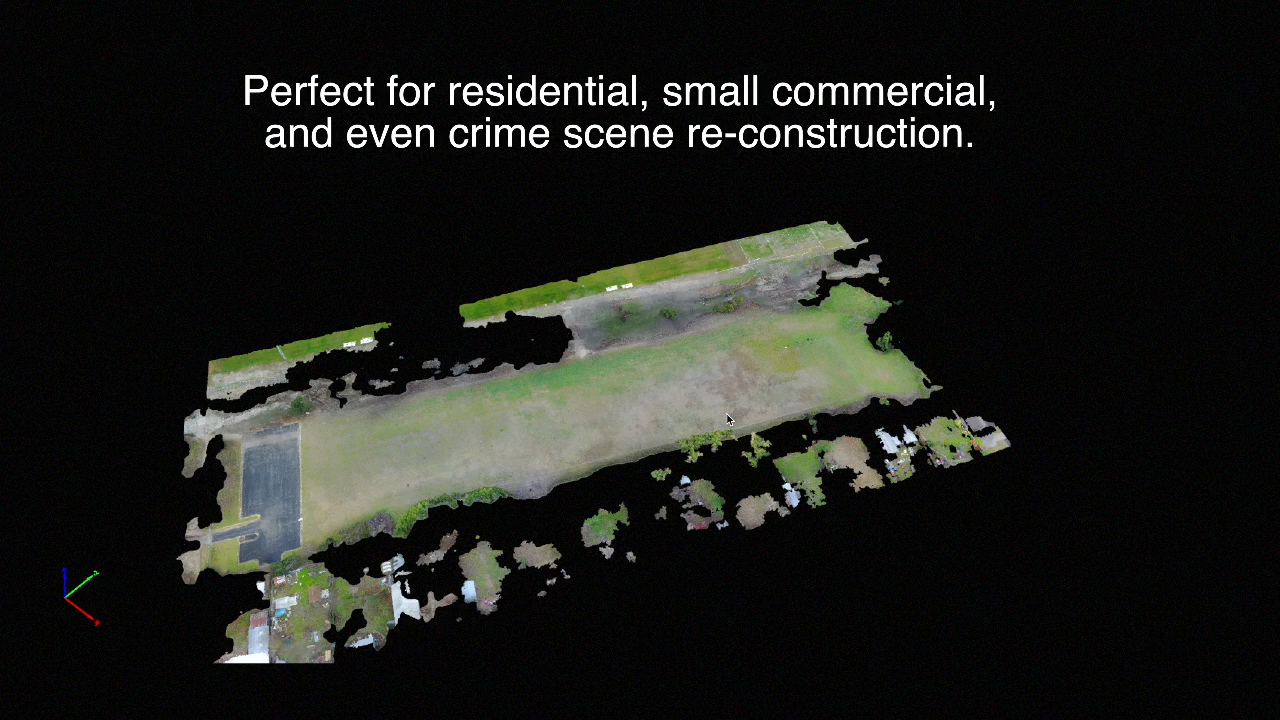 Perfect for residential, small commercial,
and even crime scene re-construction.